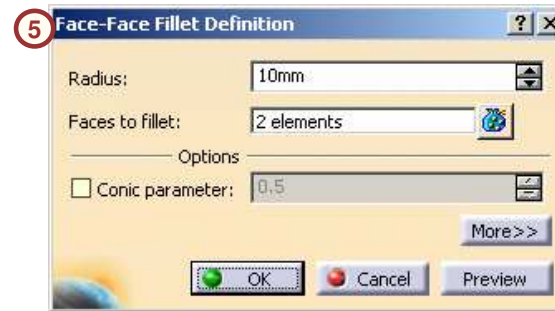 5
Face-Face Fillet Definition ? X
Radius: 10mm
Faces to fillet: 2 elements
Options
Conic parameter: 0,5
More>>
OK Cancel Preview